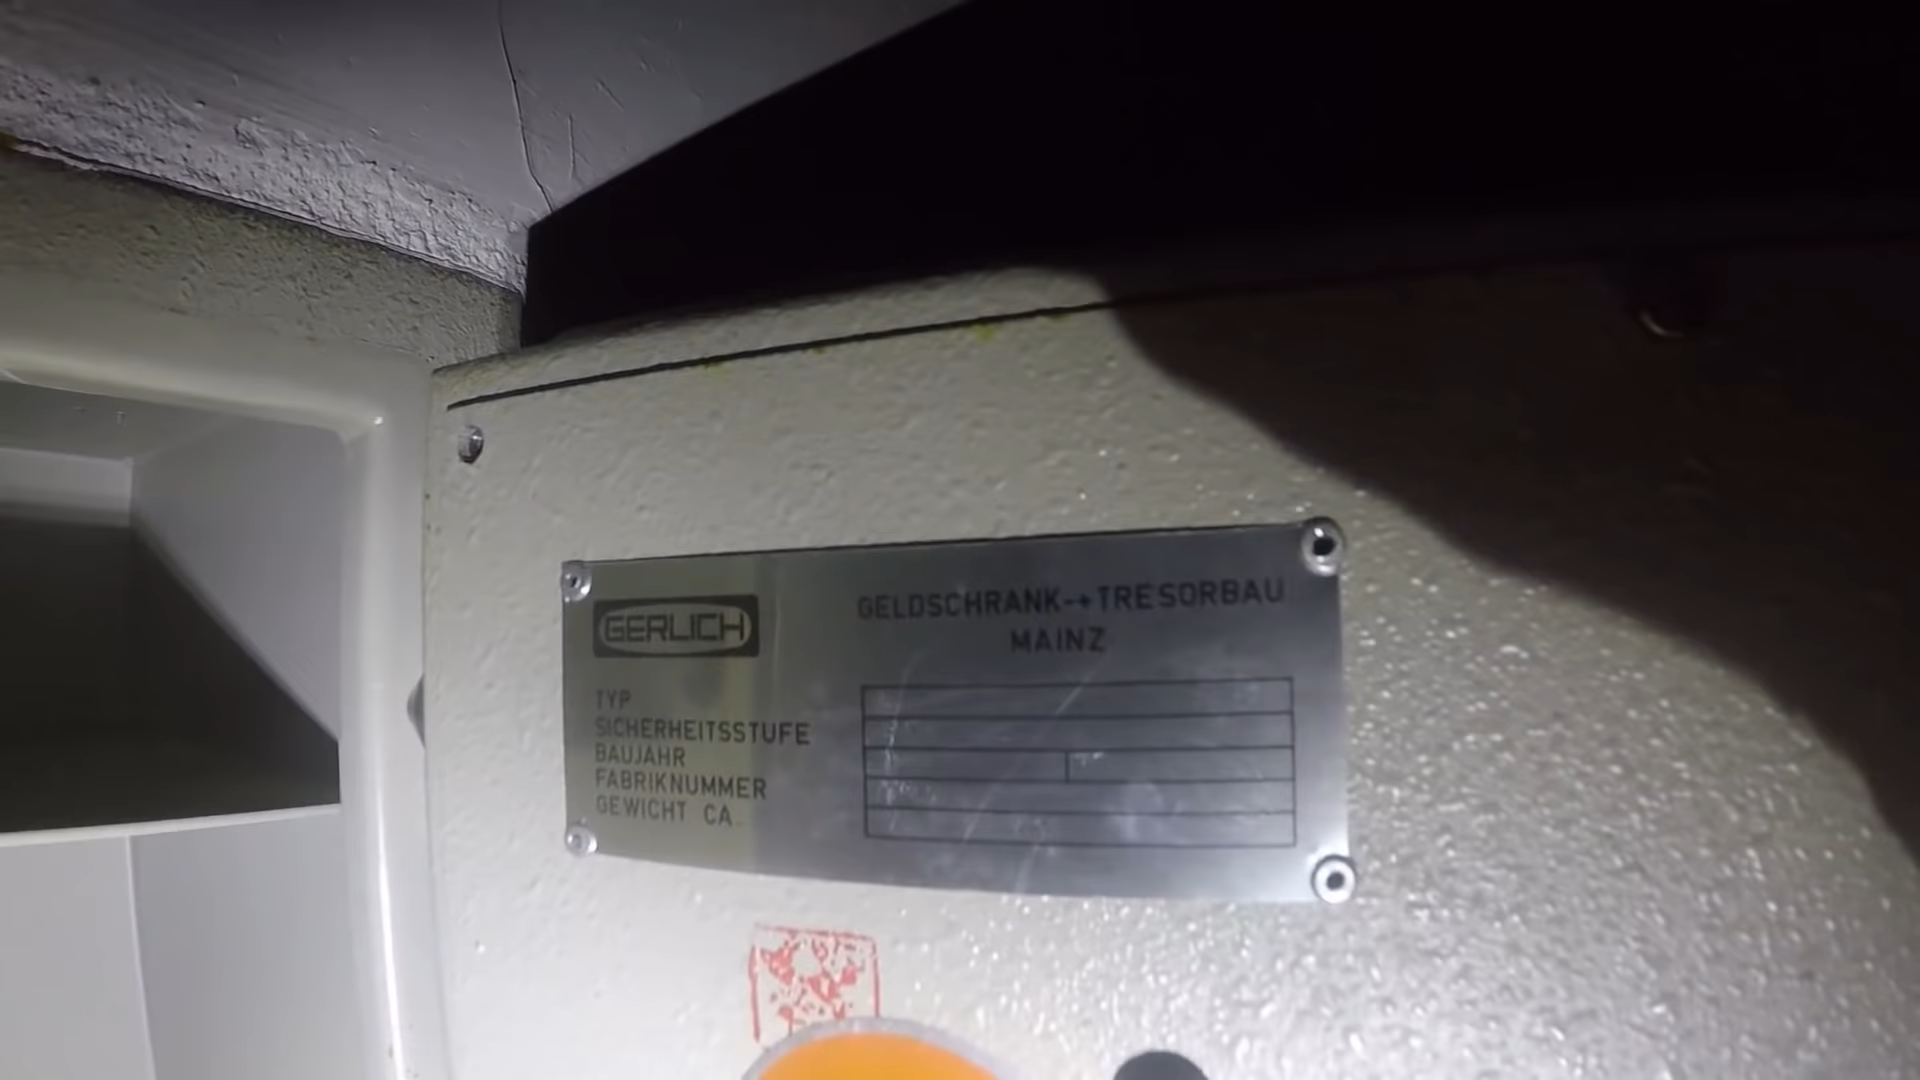 GERLICH
GELDSCHRANK-+TRESORBAU
MAINZ
TYP
SICHERHEITSSTUFE
BAUJAHR
FABRIKNUMMER
GEWICHT CA.